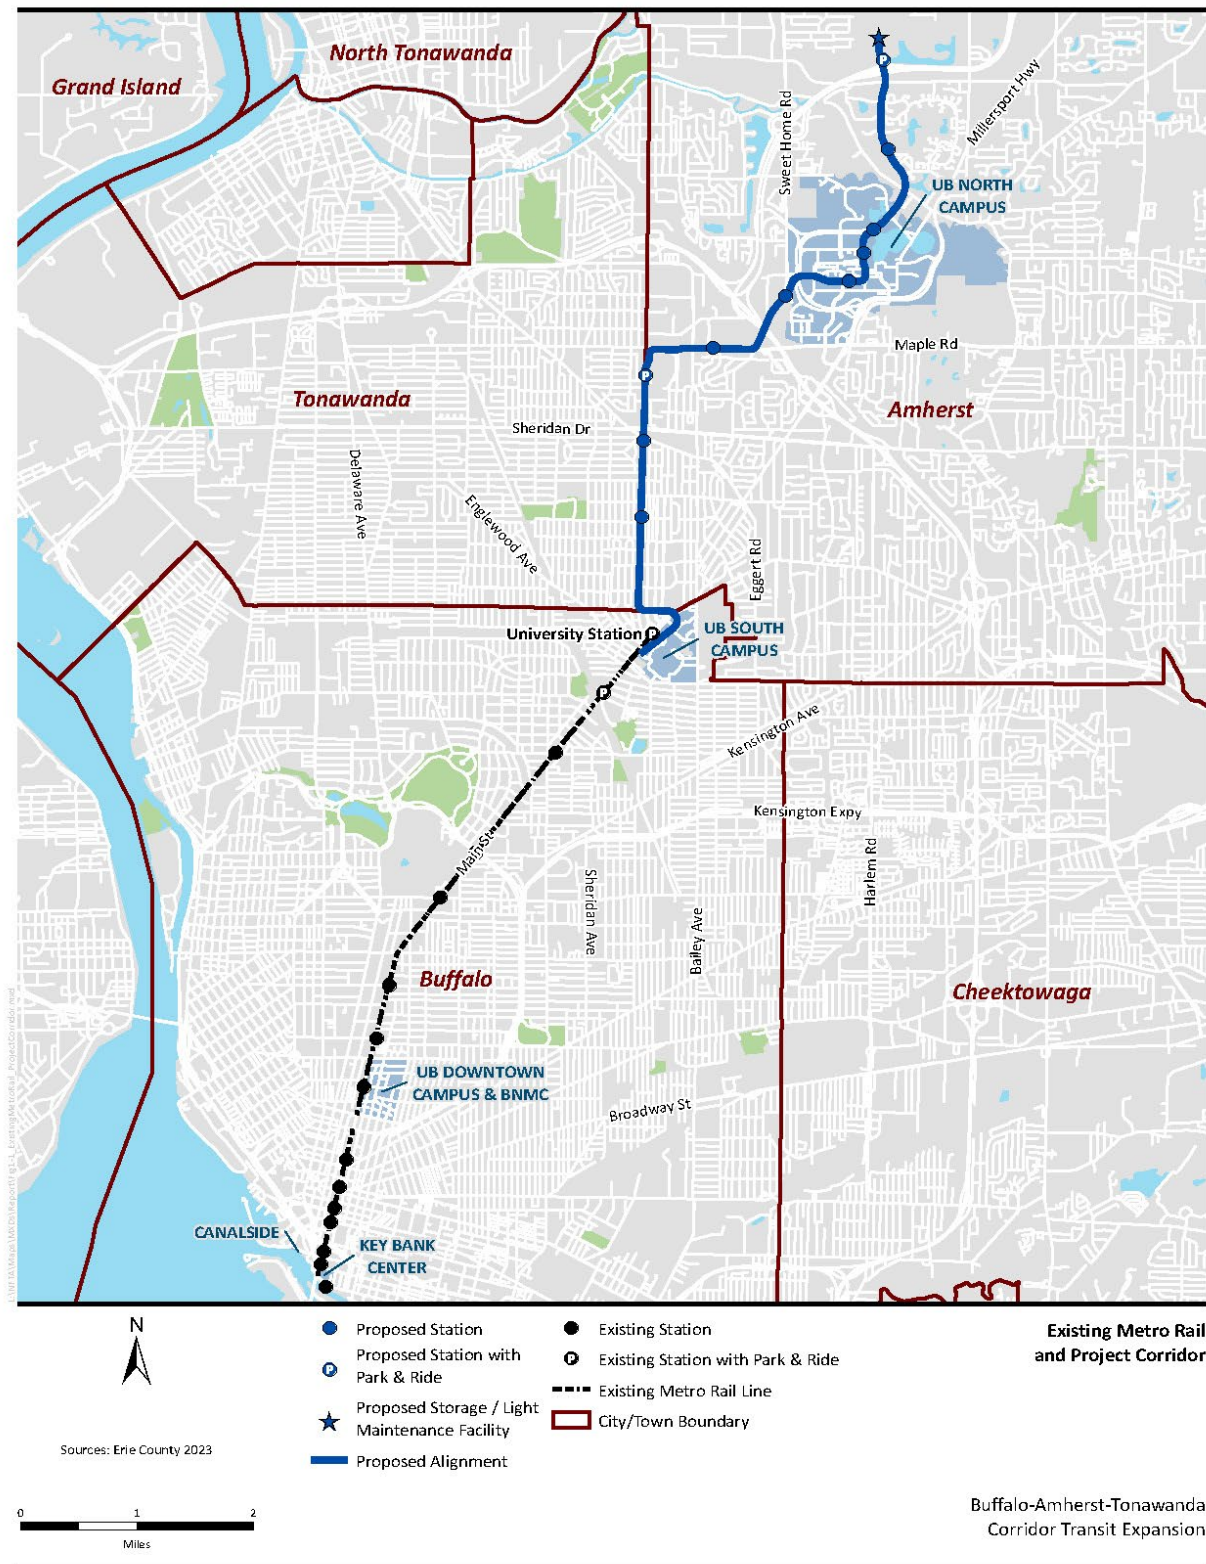 North Tonawanda
Grand Island
Sweet Home Rd
Millersport Hwy
UB NORTH
CAMPUS
Maple Rd
Tonawanda
Amherst
Sheridan Dr
Delaware Ave
Englewood Ave
Eggert Rd
University Station
P
P
P
P
UB SOUTH
CAMPUS
Kensington Ave
Kensington Expy
Main St
Harlem Rd
Sheridan Ave
Bailey Ave
Buffalo
Cheektowaga
UB DOWNTOWN
CAMPUS & BNMC
Broadway St
CANALSIDE
KEY BANK
CENTER
N
Proposed Station
P
Proposed Station with
Park & Ride
Proposed Storage / Light
Maintenance Facility
Proposed Alignment
Existing Station
P
Existing Station with Park & Ride
Existing Metro Rail Line
City/Town Boundary
Existing Metro Rail
and Project Corridor
Sources: Erie County 2023
0 1 2
Miles
Buffalo-Amherst-Tonawanda
Corridor Transit Expansion